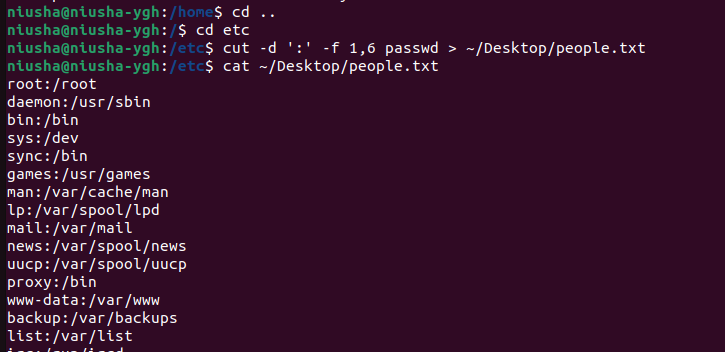 niusha@niusha-ygh:/home$ cd ..
niusha@niusha-ygh:/$ cd etc
niusha@niusha-ygh:/etc$ cut -d ':' -f 1,6 passwd > ~/Desktop/people.txt
niusha@niusha-ygh:/etc$ cat ~/Desktop/people.txt
root:/root
daemon:/usr/sbin
bin:/bin
sys:/dev
sync:/bin
games:/usr/games
man:/var/cache/man
lp:/var/spool/lpd
mail:/var/mail
news:/var/spool/news
uucp:/var/spool/uucp
proxy:/bin
www-data:/var/www
backup:/var/backups
list:/var/list